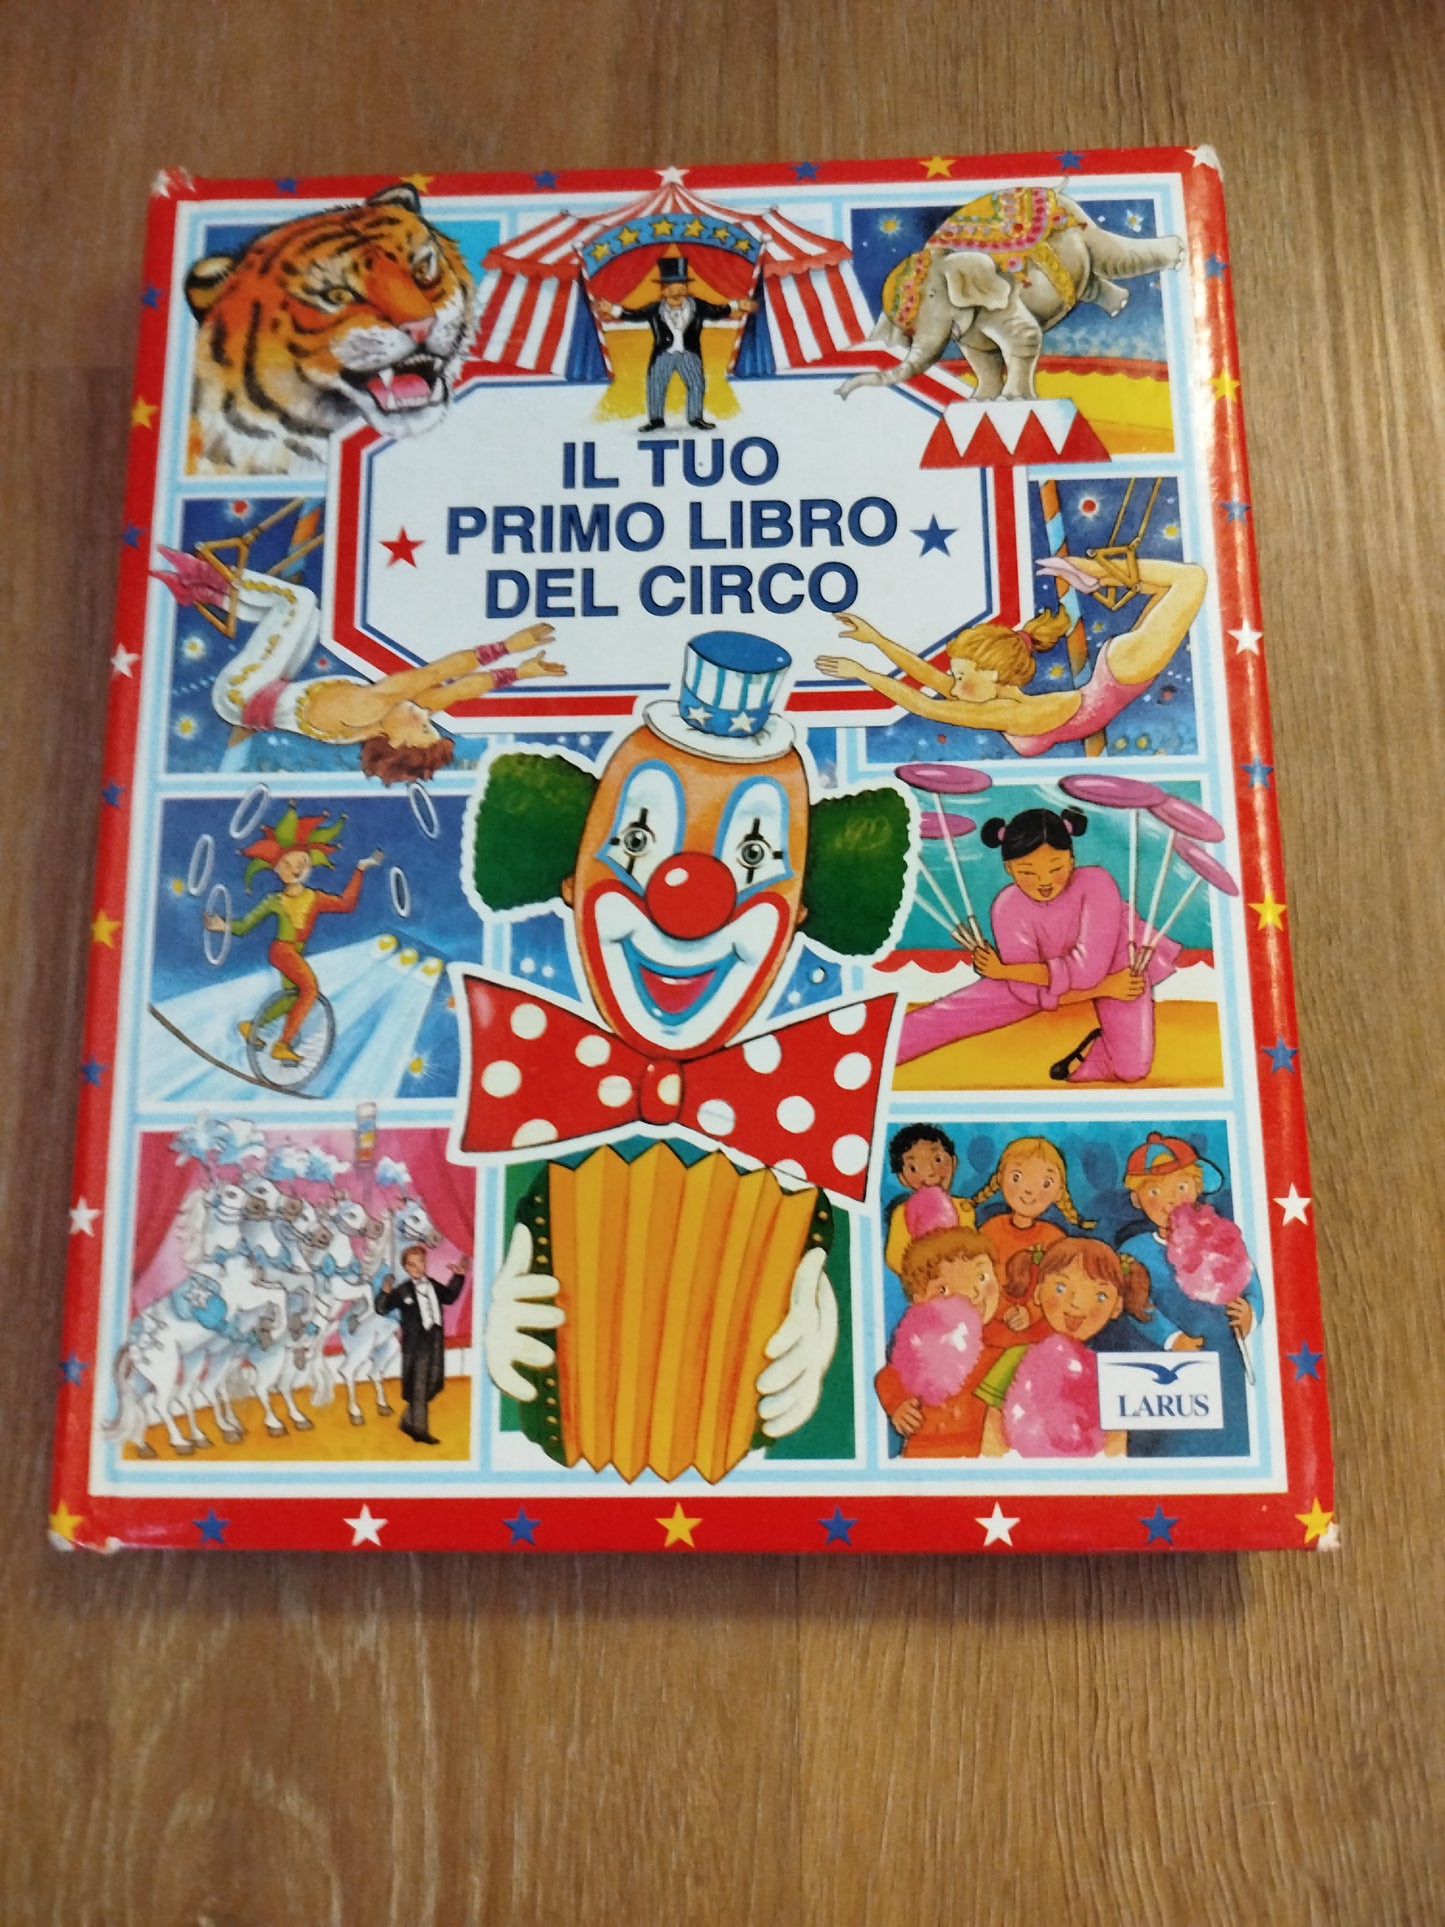 IL TUO
PRIMO LIBRO
DEL CIRCO
LARUS